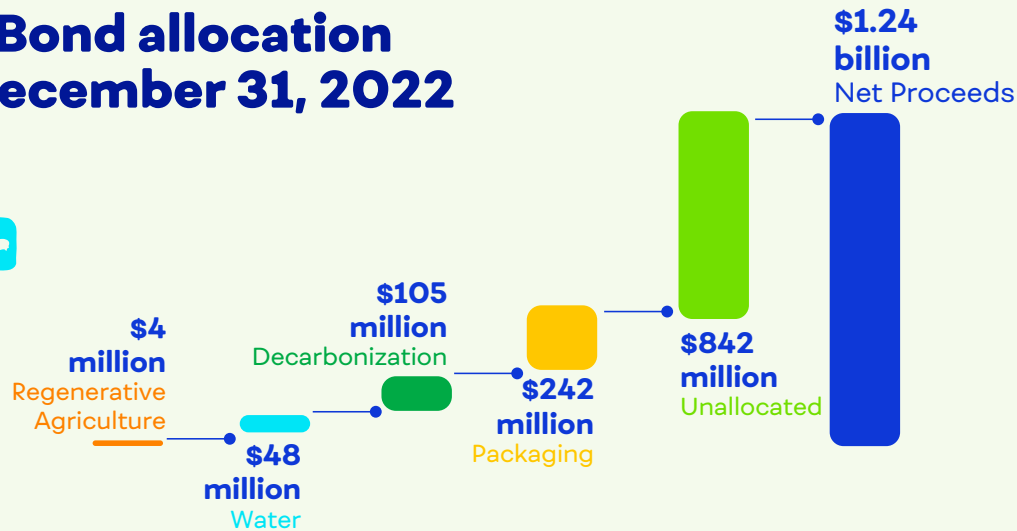 Bond allocation
ecember 31, 2022
$1.24
billion
Net Proceeds
$105
million
Decarbonization
$4
million
Regenerative
Agriculture
$842
million
Unallocated
$242
million
Packaging
$48
million
Water